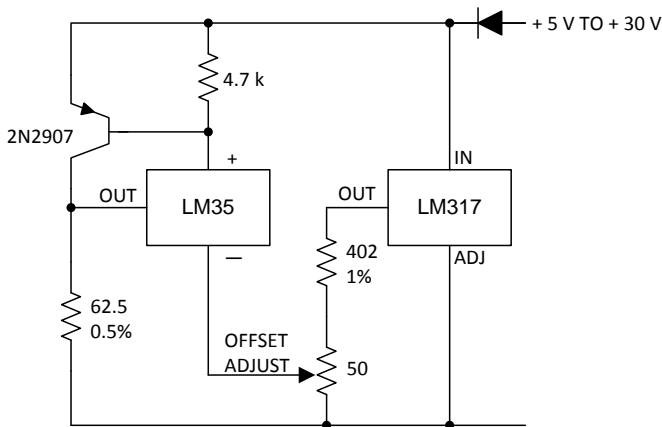 + 5 V TO + 30 V
4.7 k
2N2907
+
IN
OUT
LM35
OUT
LM317
—
ADJ
402
1%
62.5
0.5%
OFFSET
ADJUST
50